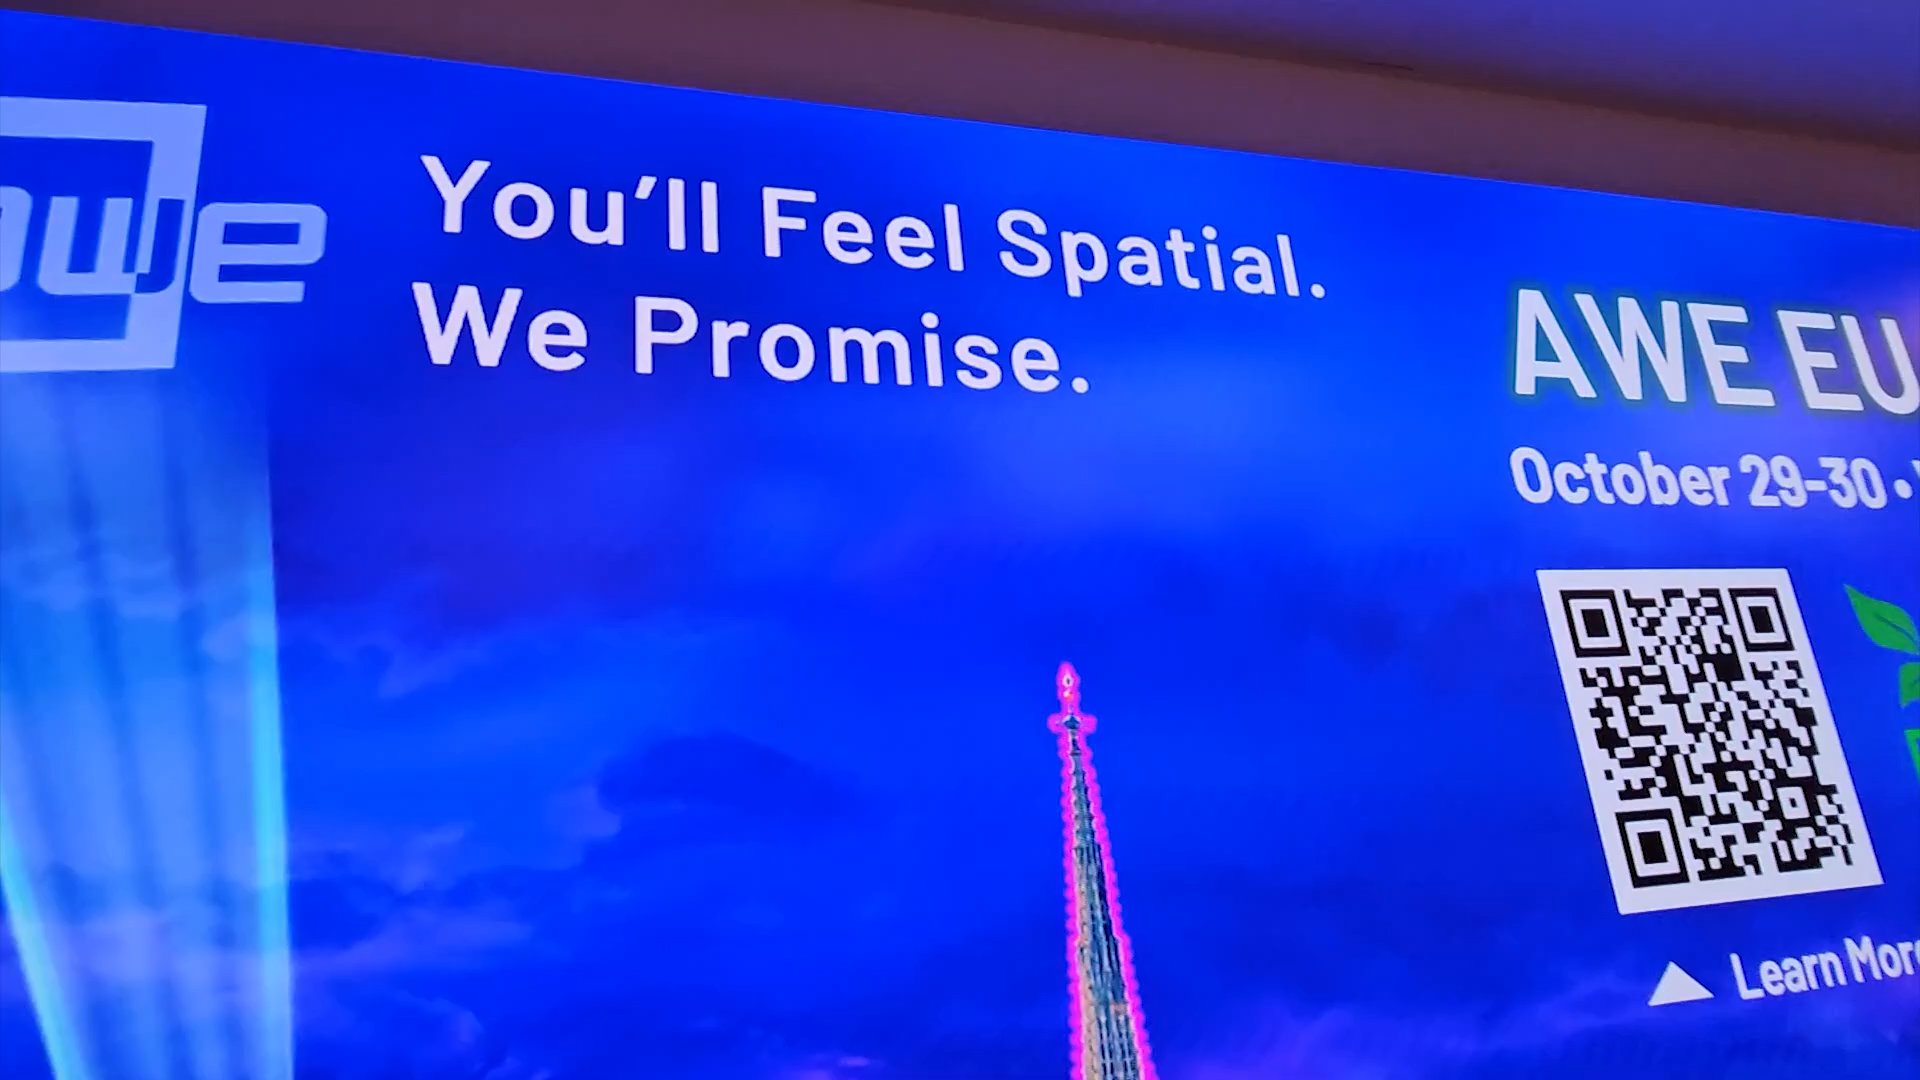 awe
You'll Feel Spatial.
We Promise.
AWE EU
October 29-30 •
Learn More